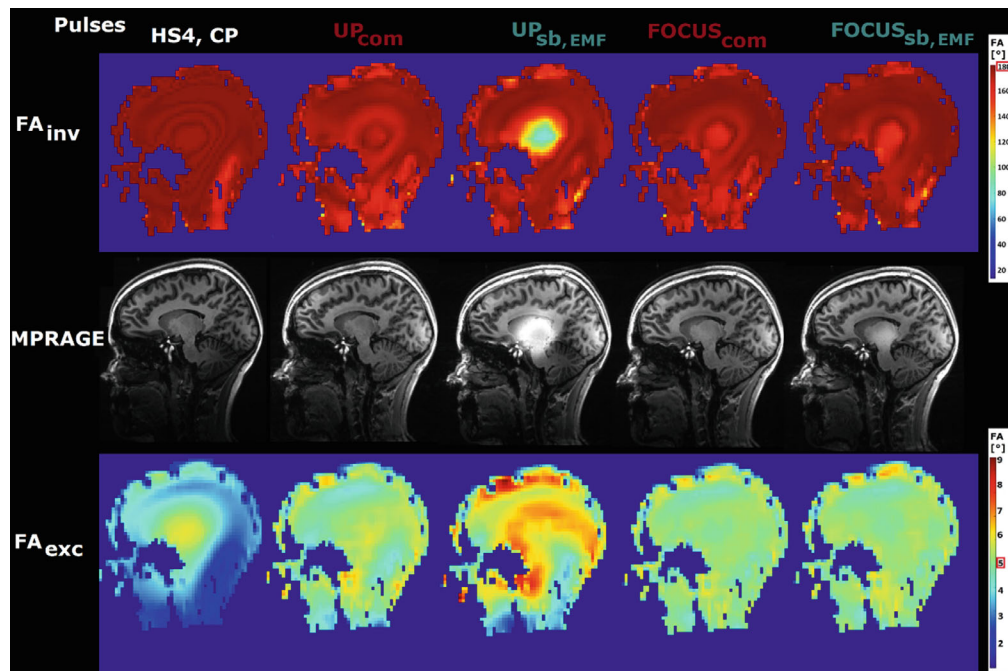 Pulses
HS4, CP
UPcom
UPsb, EMF
FOCUScom
FOCUSsb, EMF
FAinv
FA
[°]
180
160
140
120
100
80
60
40
20
MPRAGE
FAexc
FA
[°]
9
8
7
6
5
4
3
2